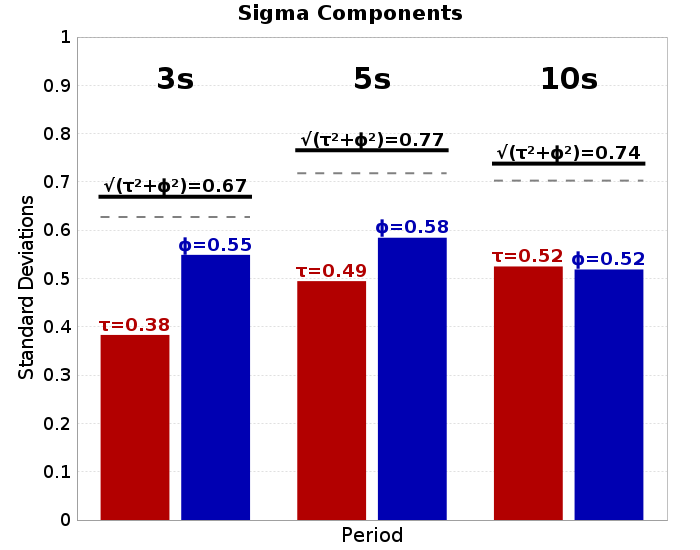 Sigma Components
Standard Deviations
1
0.9
0.8
0.7
0.6
0.5
0.4
0.3
0.2
0.1
0
3s
5s
10s
√(τ²+ϕ²)=0.67
√(τ²+ϕ²)=0.77
√(τ²+ϕ²)=0.74
τ=0.38
ϕ=0.55
τ=0.49
ϕ=0.58
τ=0.52
ϕ=0.52
Period